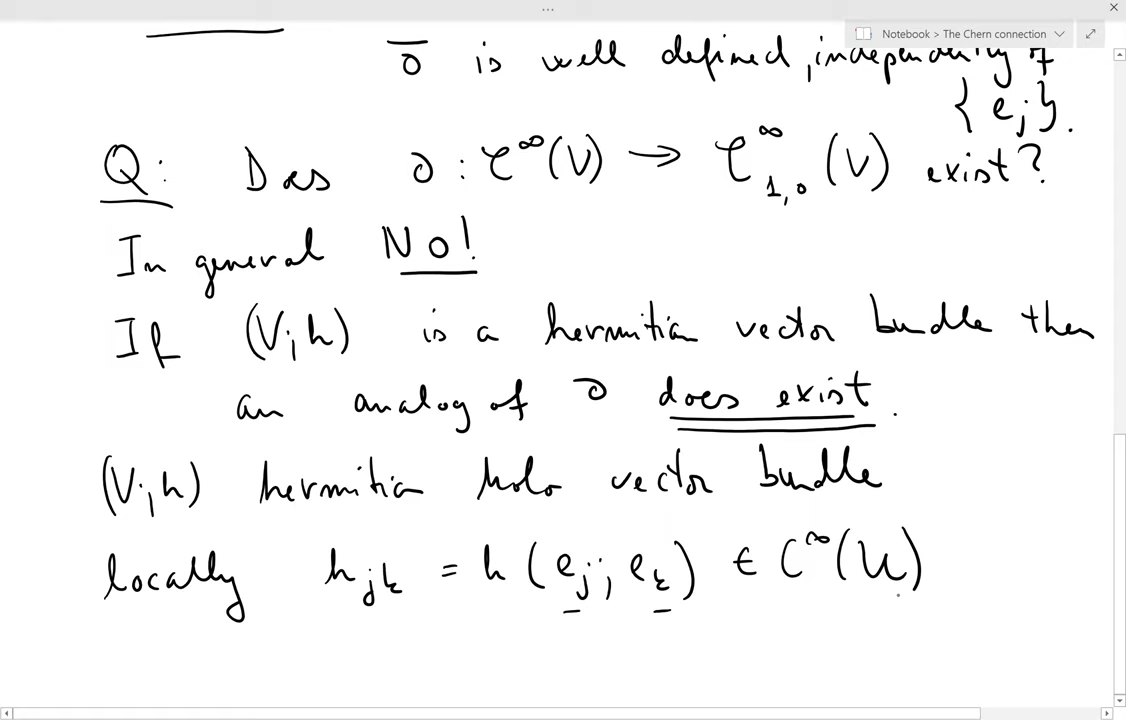 Notebook > The Chern connection
∂̄ is well defined, independently of
{ e_j }.
Q: Does ∂ : C^∞(V) → C^∞_{1,0} (V) exist?
In general No!
If (V, h) is a hermitian vector bundle then
an analog of ∂ does exist.
(V, h) hermitian holo vector bundle
locally h_{jk} = h ( e_j, e_k ) ∈ C^∞(U)